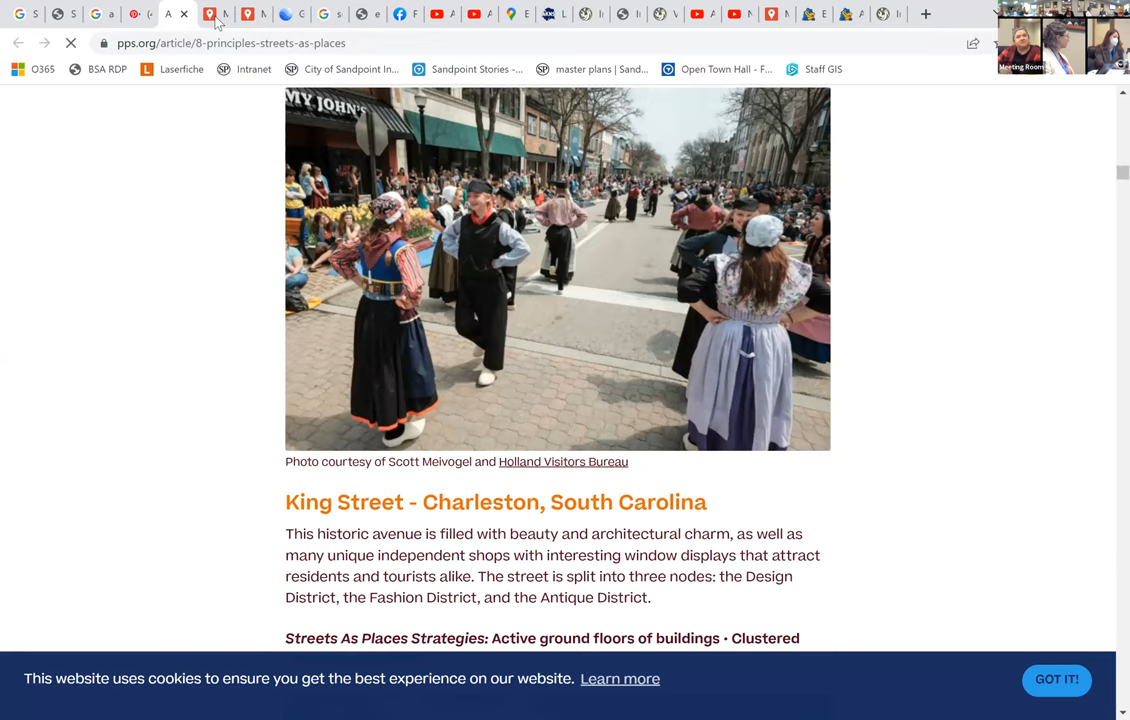 S
S
a
(4
A
M
M
G
s
e
F
A
A
E
L
Ir
Ir
V
A
N
M
E
A
Ir
pps.org/article/8-principles-streets-as-places
O365
BSA RDP
Laserfiche
Intranet
City of Sandpoint In...
Sandpoint Stories -...
master plans | Sand...
Open Town Hall - F...
Staff GIS
Meeting Room
MY JOHN'S
Photo courtesy of Scott Meivogel and Holland Visitors Bureau
King Street - Charleston, South Carolina
This historic avenue is filled with beauty and architectural charm, as well as
many unique independent shops with interesting window displays that attract
residents and tourists alike. The street is split into three nodes: the Design
District, the Fashion District, and the Antique District.
Streets As Places Strategies: Active ground floors of buildings • Clustered
This website uses cookies to ensure you get the best experience on our website. Learn more
GOT IT!